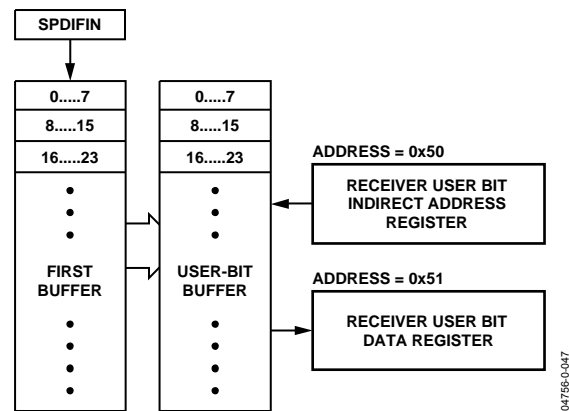 SPDIFIN
0.....7
8.....15
16.....23
FIRST
BUFFER
0.....7
8.....15
16.....23
USER-BIT
BUFFER
ADDRESS = 0x50
RECEIVER USER BIT
INDIRECT ADDRESS
REGISTER
ADDRESS = 0x51
RECEIVER USER BIT
DATA REGISTER
04756-0-047